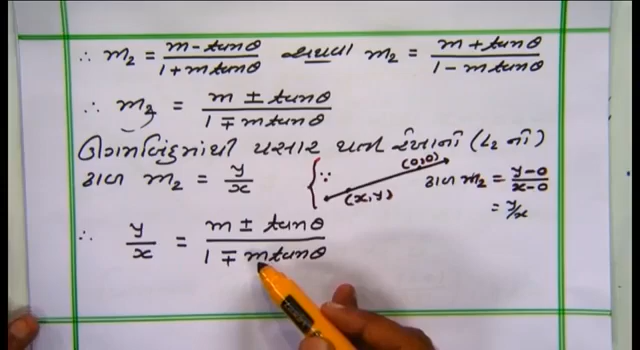 ∴ m₂ = (m - tanθ)/(1 + m tanθ) અથવા m₂ = (m + tanθ)/(1 - m tanθ)
∴ m₂ = (m ± tanθ)/(1 ∓ m tanθ)
ઊગમબિંદુમાંથી પસાર થતી રેખાનો (L₂ નો)
ઢાળ m₂ = y/x { ∵ (x,y) (0,0) ઢાળ m₂ = (y-0)/(x-0)
= y/x
∴ y/x = (m ± tanθ)/(1 ∓ m tanθ)